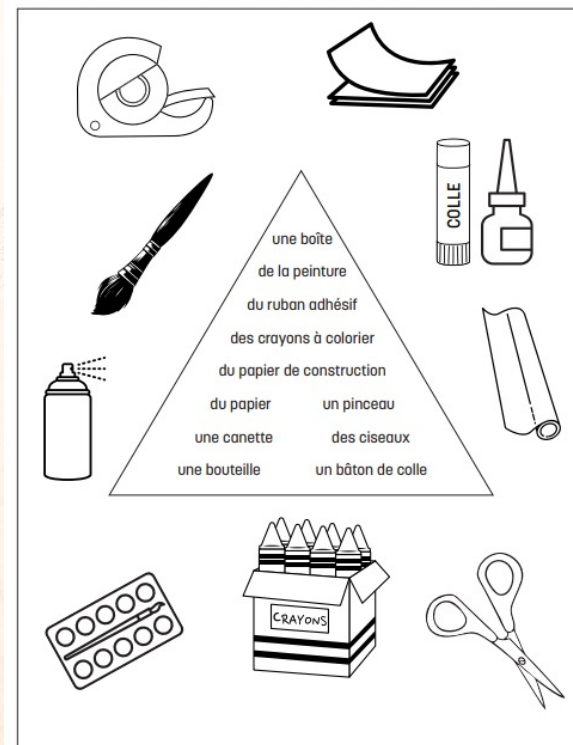 COLLE
une boîte
de la peinture
du ruban adhésif
des crayons à colorier
du papier de construction
du papier un pinceau
une canette des ciseaux
une bouteille un bâton de colle
CRAYONS